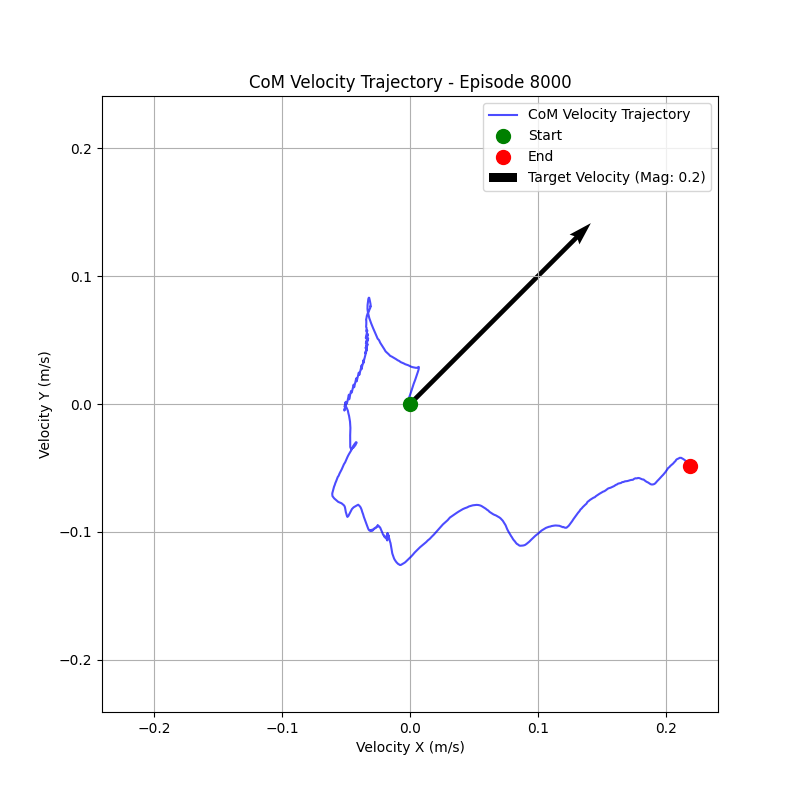 CoM Velocity Trajectory - Episode 8000
CoM Velocity Trajectory
Start
End
Target Velocity (Mag: 0.2)
0.2
0.1
0.0
−0.1
−0.2
Velocity Y (m/s)
−0.2
−0.1
0.0
0.1
0.2
Velocity X (m/s)